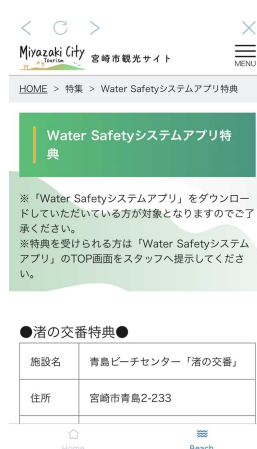 Miyazaki City
Tourism
宮崎市観光サイト
MENU
HOME > 特集 > Water Safetyシステムアプリ特典
Water Safetyシステムアプリ特
典
※「Water Safetyシステムアプリ」をダウンロー
ドしていただいている方が対象となりますのでご了
承ください。
※特典を受けられる方は「Water Safetyシステム
アプリ」のTOP画面をスタッフへ提示してくださ
い。
●渚の交番特典●
施設名 青島ビーチセンター「渚の交番」
住所 宮崎市青島2-233
Home Beach